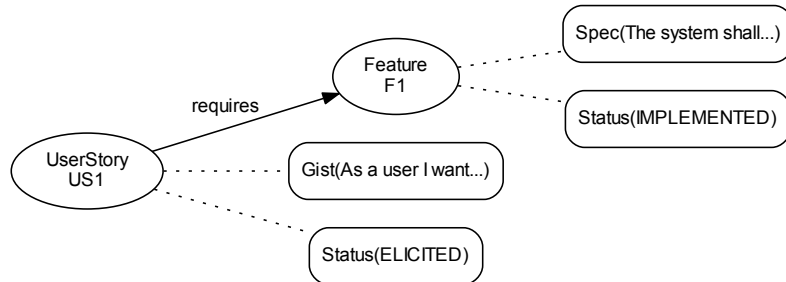 Spec(The system shall...)
Feature
F1
requires
Status(IMPLEMENTED)
UserStory
US1
Gist(As a user I want...)
Status(ELICITED)